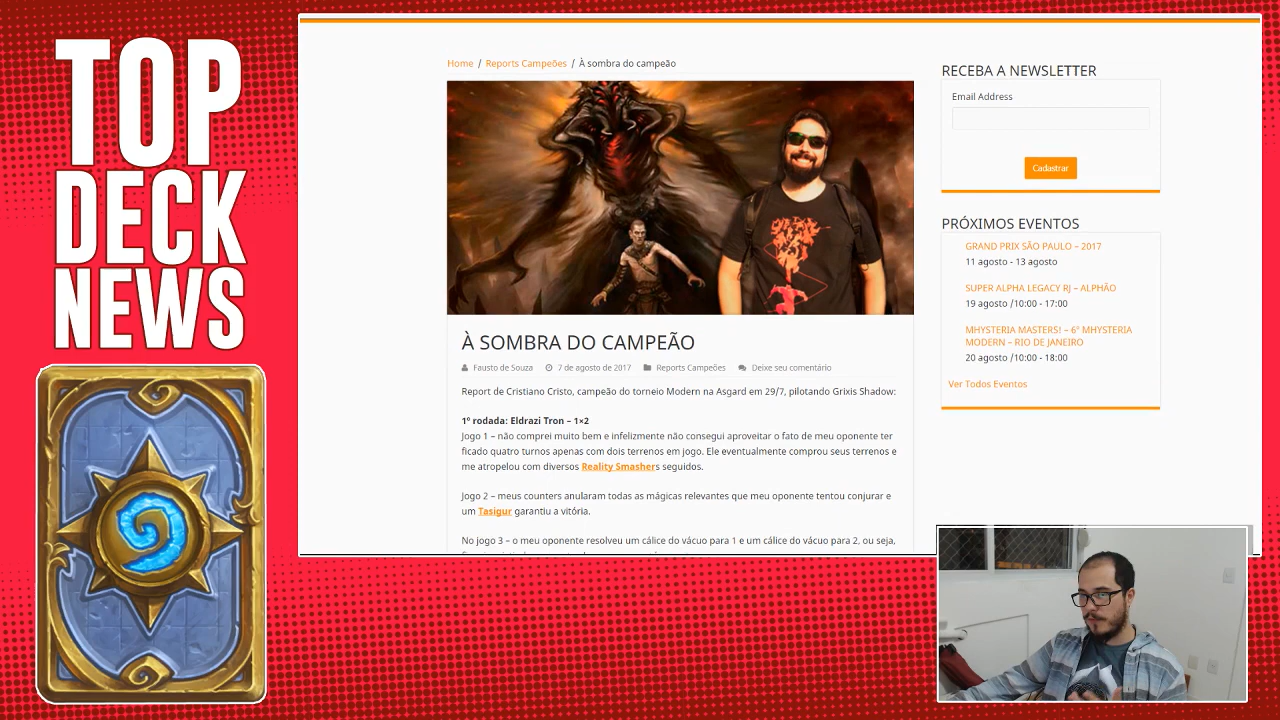 TOP
DECK
NEWS
Home / Reports Campeões / À sombra do campeão
À SOMBRA DO CAMPEÃO
Fausto de Souza 7 de agosto de 2017 Reports Campeões Deixe seu comentário
Report de Cristiano Cristo, campeão do torneio Modern na Asgard em 29/7, pilotando Grixis Shadow:
1º rodada: Eldrazi Tron – 1×2
Jogo 1 – não comprei muito bem e infelizmente não consegui aproveitar o fato de meu oponente ter
ficado quatro turnos apenas com dois terrenos em jogo. Ele eventualmente comprou seus terrenos e
me atropelou com diversos Reality Smashers seguidos.
Jogo 2 – meus counters anularam todas as mágicas relevantes que meu oponente tentou conjurar e
um Tasigur garantiu a vitória.
No jogo 3 – o meu oponente resolveu um cálice do vácuo para 1 e um cálice do vácuo para 2, ou seja,
RECEBA A NEWSLETTER
Email Address
Cadastrar
PRÓXIMOS EVENTOS
GRAND PRIX SÃO PAULO – 2017
11 agosto - 13 agosto
SUPER ALPHA LEGACY RJ – ALPHÃO
19 agosto /10:00 - 17:00
MHYSTERIA MASTERS! – 6º MHYSTERIA
MODERN – RIO DE JANEIRO
20 agosto /10:00 - 18:00
Ver Todos Eventos